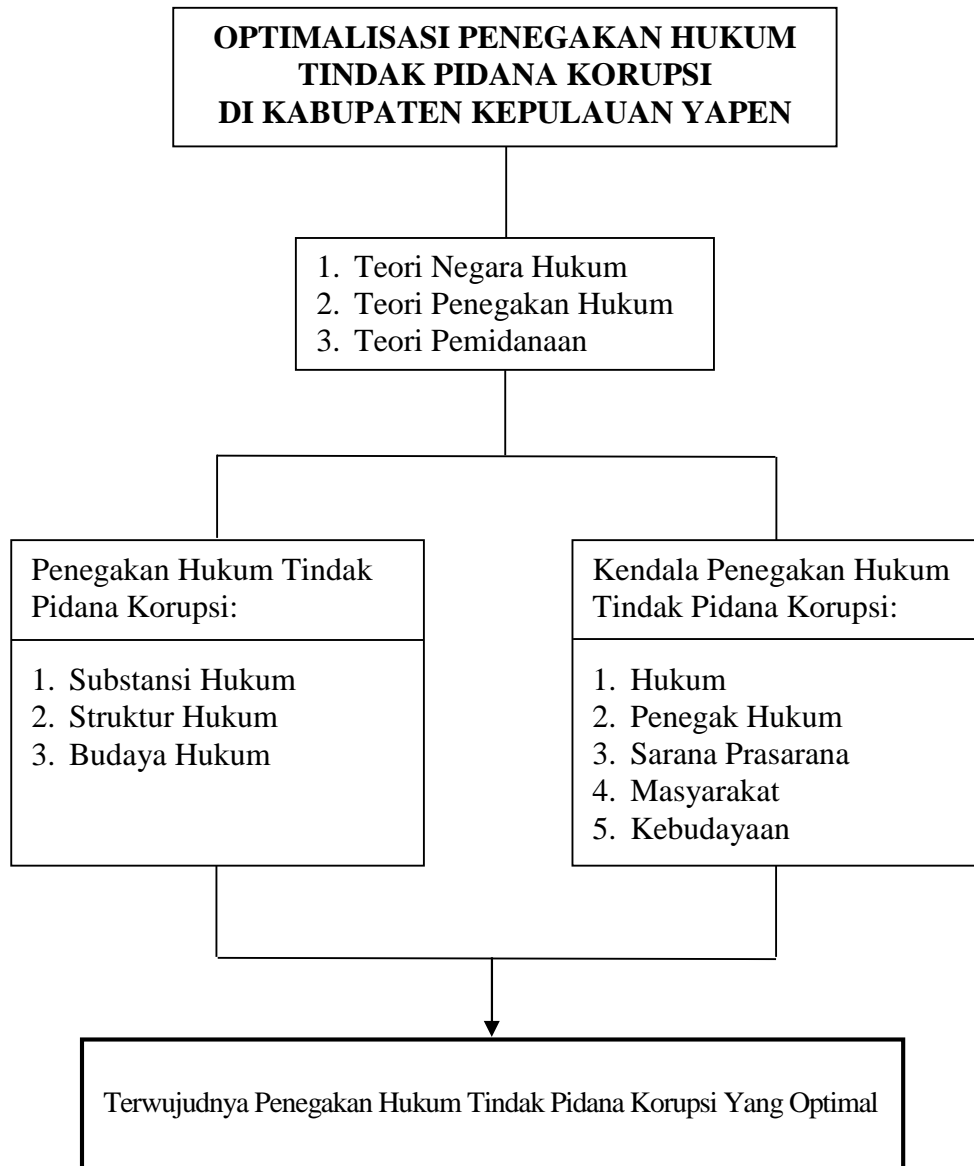 OPTIMALISASI PENEGAKAN HUKUM
TINDAK PIDANA KORUPSI
DI KABUPATEN KEPULAUAN YAPEN
1. Teori Negara Hukum
2. Teori Penegakan Hukum
3. Teori Pemidanaan
Penegakan Hukum Tindak
Pidana Korupsi:
1. Substansi Hukum
2. Struktur Hukum
3. Budaya Hukum
Kendala Penegakan Hukum
Tindak Pidana Korupsi:
1. Hukum
2. Penegak Hukum
3. Sarana Prasarana
4. Masyarakat
5. Kebudayaan
Terwujudnya Penegakan Hukum Tindak Pidana Korupsi Yang Optimal